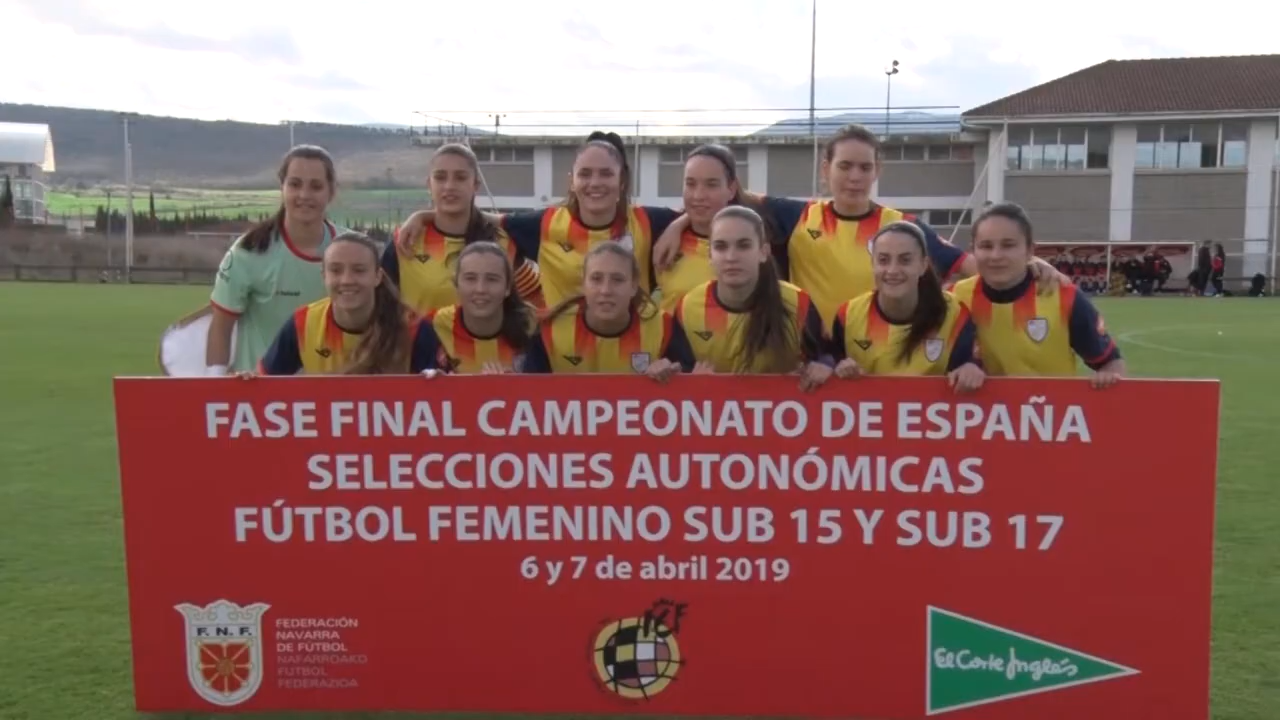 FASE FINAL CAMPEONATO DE ESPAÑA
SELECCIONES AUTONÓMICAS
FÚTBOL FEMENINO SUB 15 Y SUB 17
6 y 7 de abril 2019
F. N. F.
FEDERACIÓN
NAVARRA
DE FÚTBOL
NAFARROAKO
FUTBOL
FEDERAZIOA
El Corte Inglés